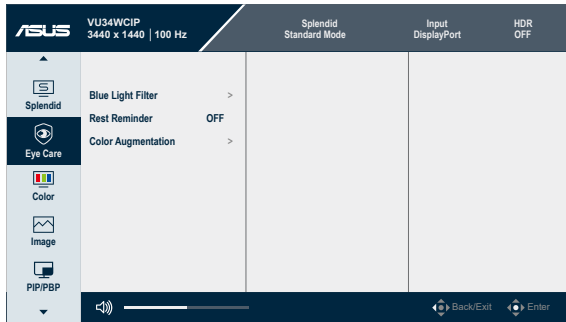 ASUS
VU34WCIP
3440 x 1440 | 100 Hz
Splendid
Standard Mode
Input
DisplayPort
HDR
OFF
Splendid
Eye Care
Color
Image
PIP/PBP
Blue Light Filter >
Rest Reminder OFF
Color Augmentation >
Back/Exit
Enter